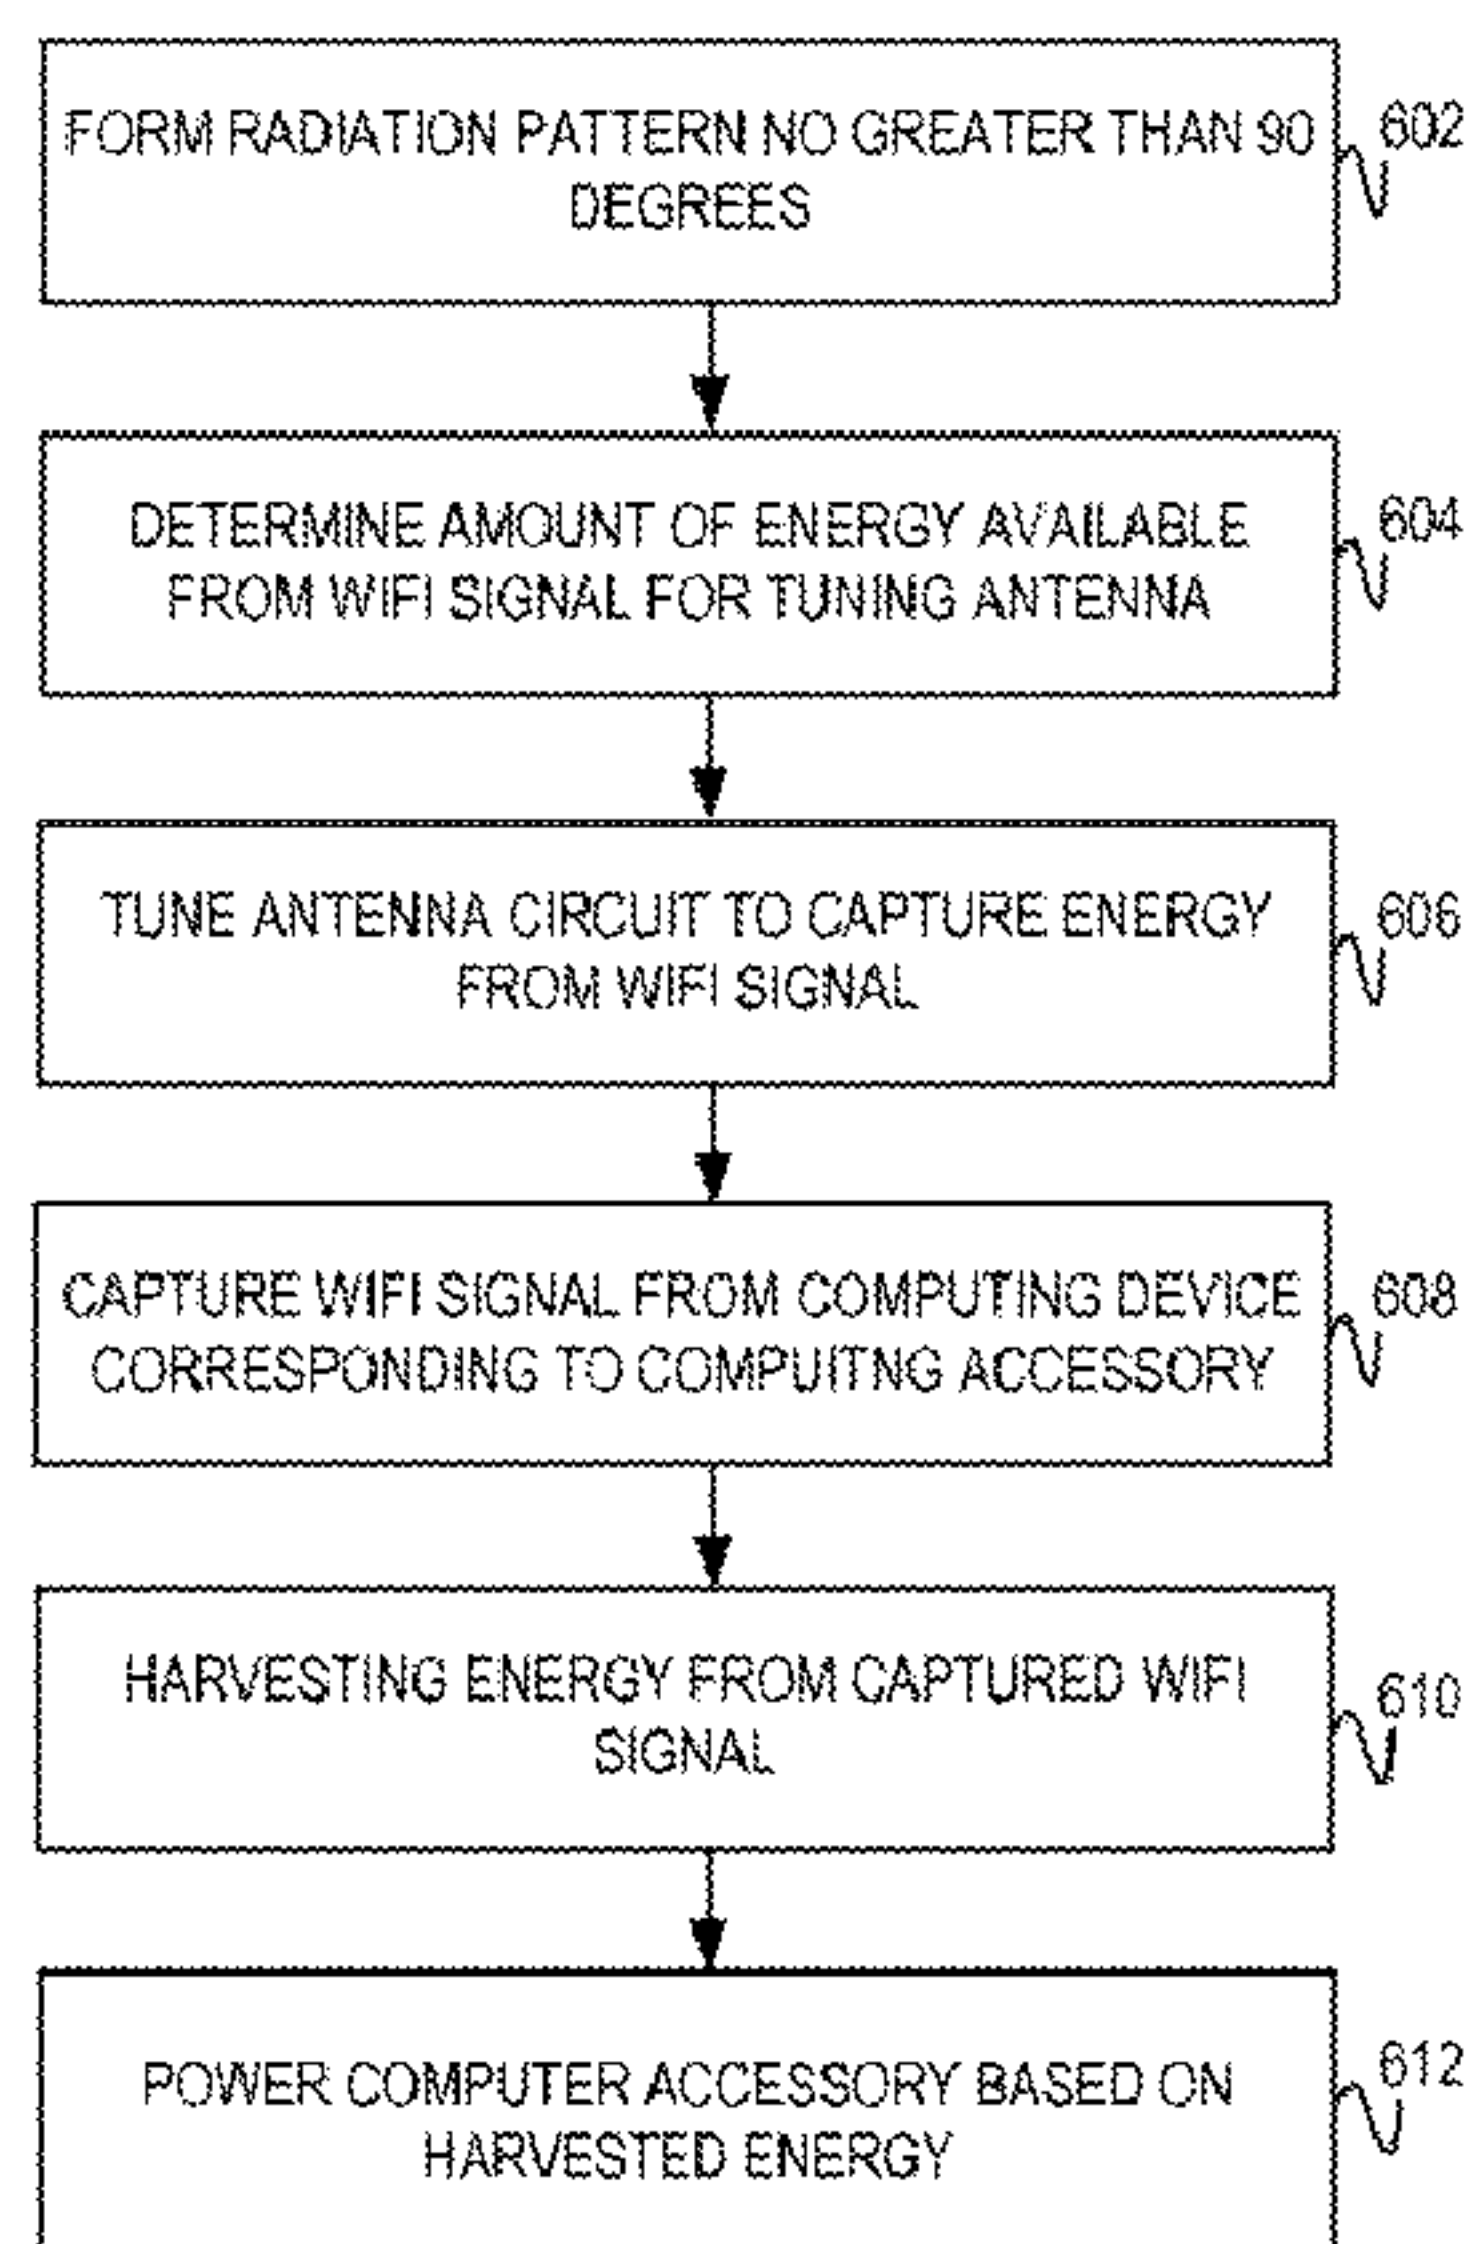 FORM RADIATION PATTERN NO GREATER THAN 90
DEGREES
602
DETERMINE AMOUNT OF ENERGY AVAILABLE
FROM WIFI SIGNAL FOR TUNING ANTENNA
604
TUNE ANTENNA CIRCUIT TO CAPTURE ENERGY
FROM WIFI SIGNAL
606
CAPTURE WIFI SIGNAL FROM COMPUTING DEVICE
CORRESPONDING TO COMPUITNG ACCESSORY
608
HARVESTING ENERGY FROM CAPTURED WIFI
SIGNAL
610
POWER COMPUTER ACCESSORY BASED ON
HARVESTED ENERGY
612